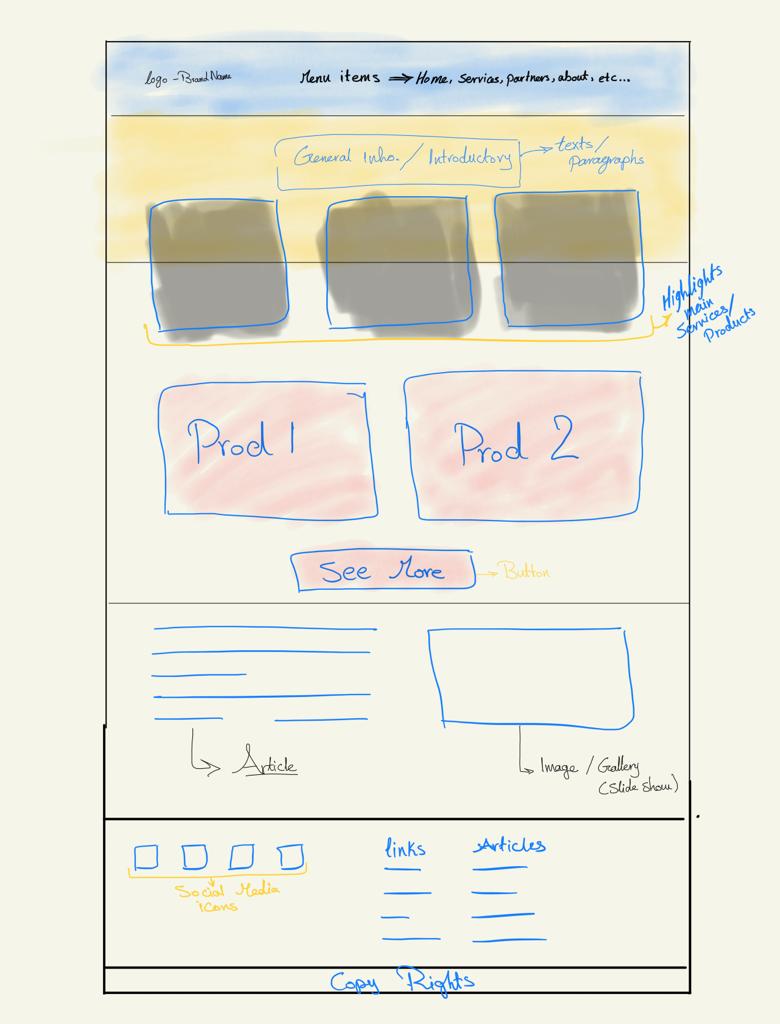 logo - Brand Name
Menu items ⇒ Home, Services, partners, about, etc...
General Inho. / Introductory
texts/
Paragraphs
Highlights
main
Services/
Products
Prod 1
Prod 2
See More
Button
Article
Image / Gallery
(Slide Show)
links
Articles
Social Media
icons
Copy Rights